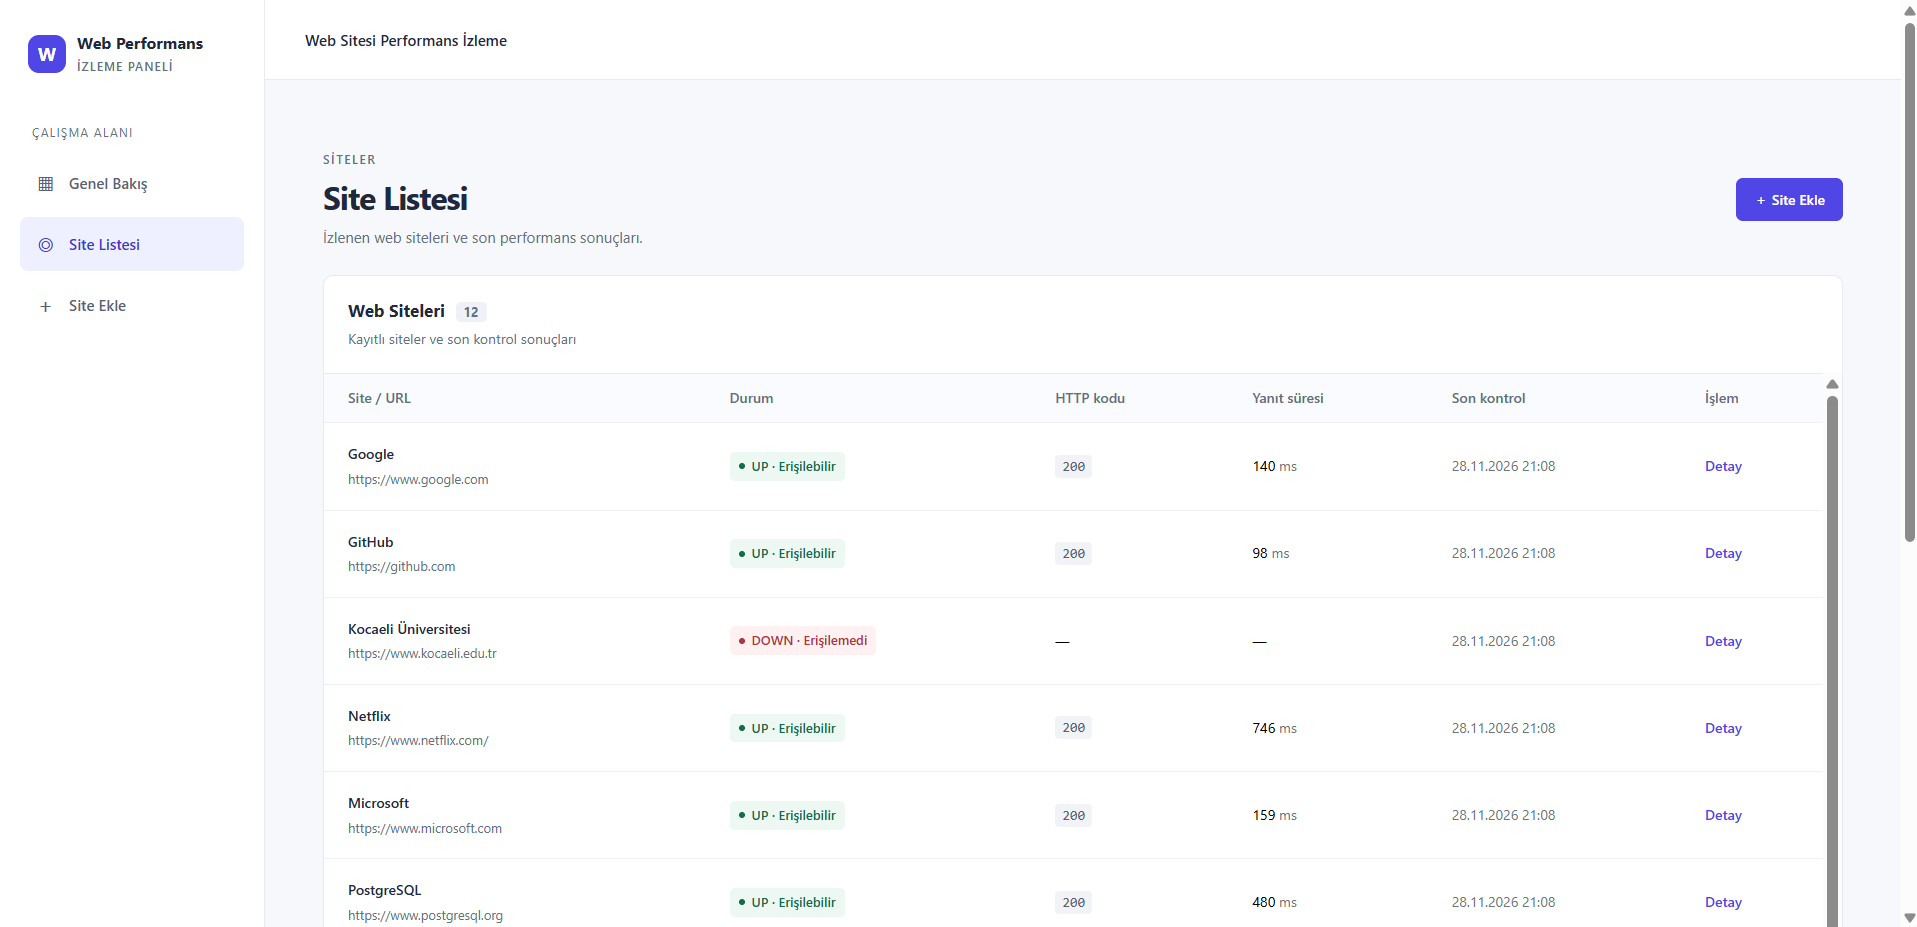 W
Web Performans
İZLEME PANELİ
ÇALIŞMA ALANI
Genel Bakış
Site Listesi
+ Site Ekle
Web Sitesi Performans İzleme
SİTELER
Site Listesi
İzlenen web siteleri ve son performans sonuçları.
+ Site Ekle
Web Siteleri 12
Kayıtlı siteler ve son kontrol sonuçları
Site / URL Durum HTTP kodu Yanıt süresi Son kontrol İşlem
Google
https://www.google.com
UP · Erişilebilir 200 140 ms 28.11.2026 21:08 Detay
GitHub
https://github.com
UP · Erişilebilir 200 98 ms 28.11.2026 21:08 Detay
Kocaeli Üniversitesi
https://www.kocaeli.edu.tr
DOWN · Erişilemedi — — 28.11.2026 21:08 Detay
Netflix
https://www.netflix.com/
UP · Erişilebilir 200 746 ms 28.11.2026 21:08 Detay
Microsoft
https://www.microsoft.com
UP · Erişilebilir 200 159 ms 28.11.2026 21:08 Detay
PostgreSQL
https://www.postgresql.org
UP · Erişilebilir 200 480 ms 28.11.2026 21:08 Detay